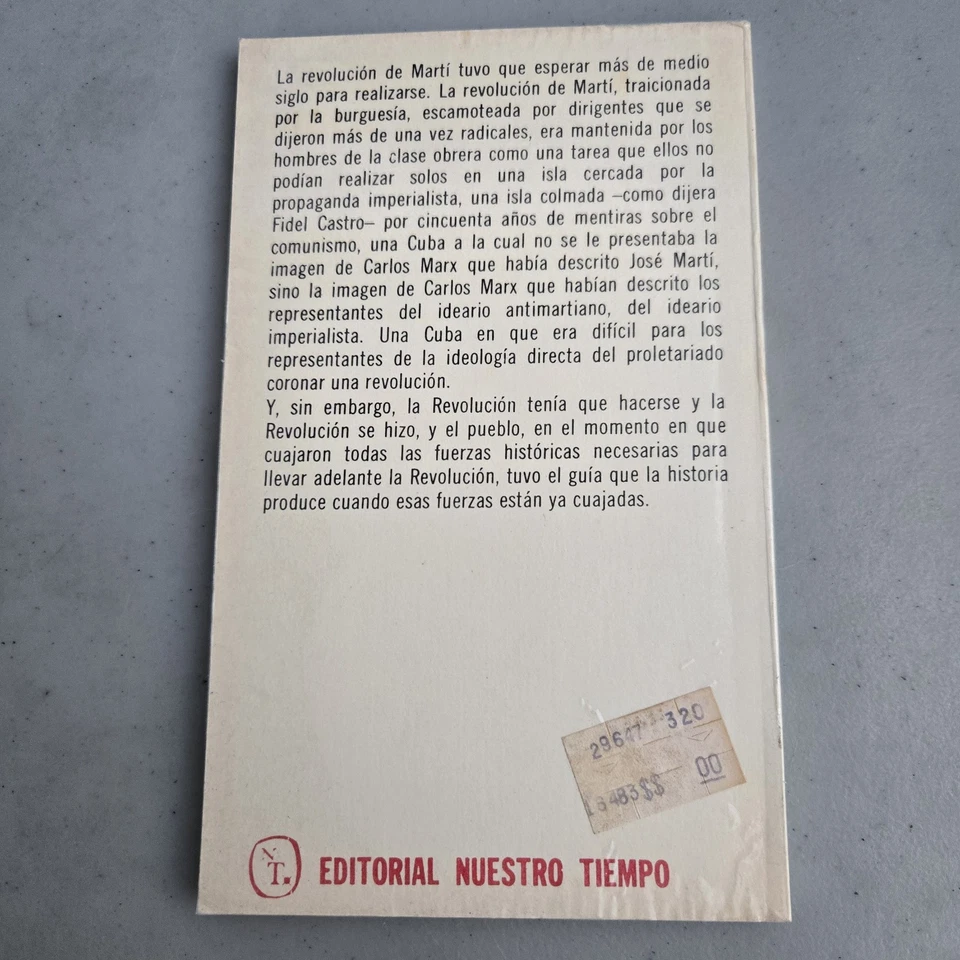 La revolución de Martí tuvo que esperar más de medio
siglo para realizarse. La revolución de Martí, traicionada
por la burguesía, escamoteada por dirigentes que se
dijeron más de una vez radicales, era mantenida por los
hombres de la clase obrera como una tarea que ellos no
podían realizar solos en una isla cercada por la
propaganda imperialista, una isla colmada –como dijera
Fidel Castro– por cincuenta años de mentiras sobre el
comunismo, una Cuba a la cual no se le presentaba la
imagen de Carlos Marx que había descrito José Martí,
sino la imagen de Carlos Marx que habían descrito los
representantes del ideario antimartiano, del ideario
imperialista. Una Cuba en que era difícil para los
representantes de la ideología directa del proletariado
coronar una revolución.
Y, sin embargo, la Revolución tenía que hacerse y la
Revolución se hizo, y el pueblo, en el momento en que
cuajaron todas las fuerzas históricas necesarias para
llevar adelante la Revolución, tuvo el guía que la historia
produce cuando esas fuerzas están ya cuajadas.
320
00
N.
T.
EDITORIAL NUESTRO TIEMPO